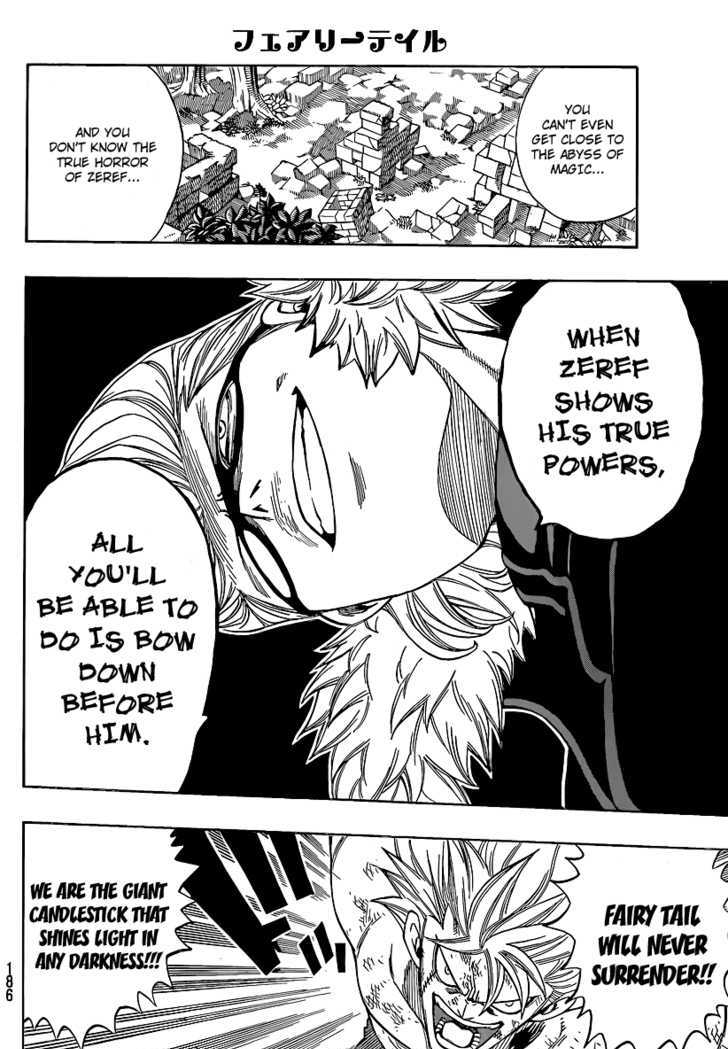 フェアリーテイル
YOU
CAN'T EVEN
GET CLOSE TO
THE ABYSS OF
MAGIC...
AND YOU
DON'T KNOW THE
TRUE HORROR
OF ZEREF...
WHEN
ZEREF
SHOWS
HIS TRUE
POWERS,
ALL
YOU'LL
BE ABLE TO
DO IS BOW
DOWN
BEFORE
HIM.
FAIRY TAIL
WILL NEVER
SURRENDER!!
WE ARE THE GIANT
CANDLESTICK THAT
SHINES LIGHT IN
ANY DARKNESS!!!
186